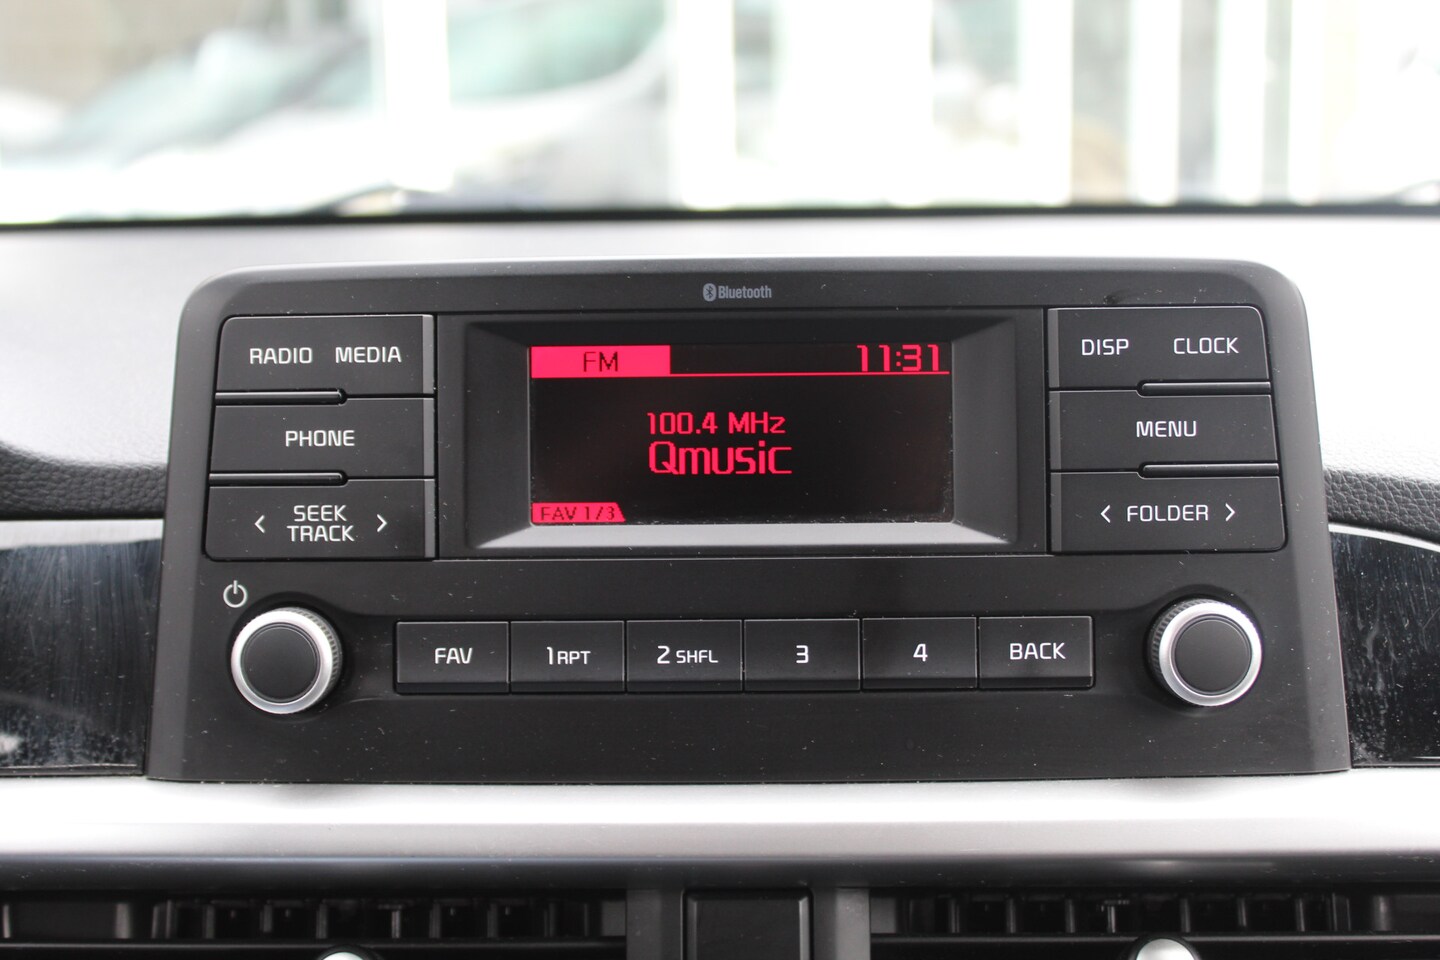 Bluetooth
RADIO MEDIA
PHONE
< SEEK TRACK >
FM 11:31
100.4 MHz
Qmusic
FAV 1/3
DISP CLOCK
MENU
< FOLDER >
FAV 1 RPT 2 SHFL 3 4 BACK